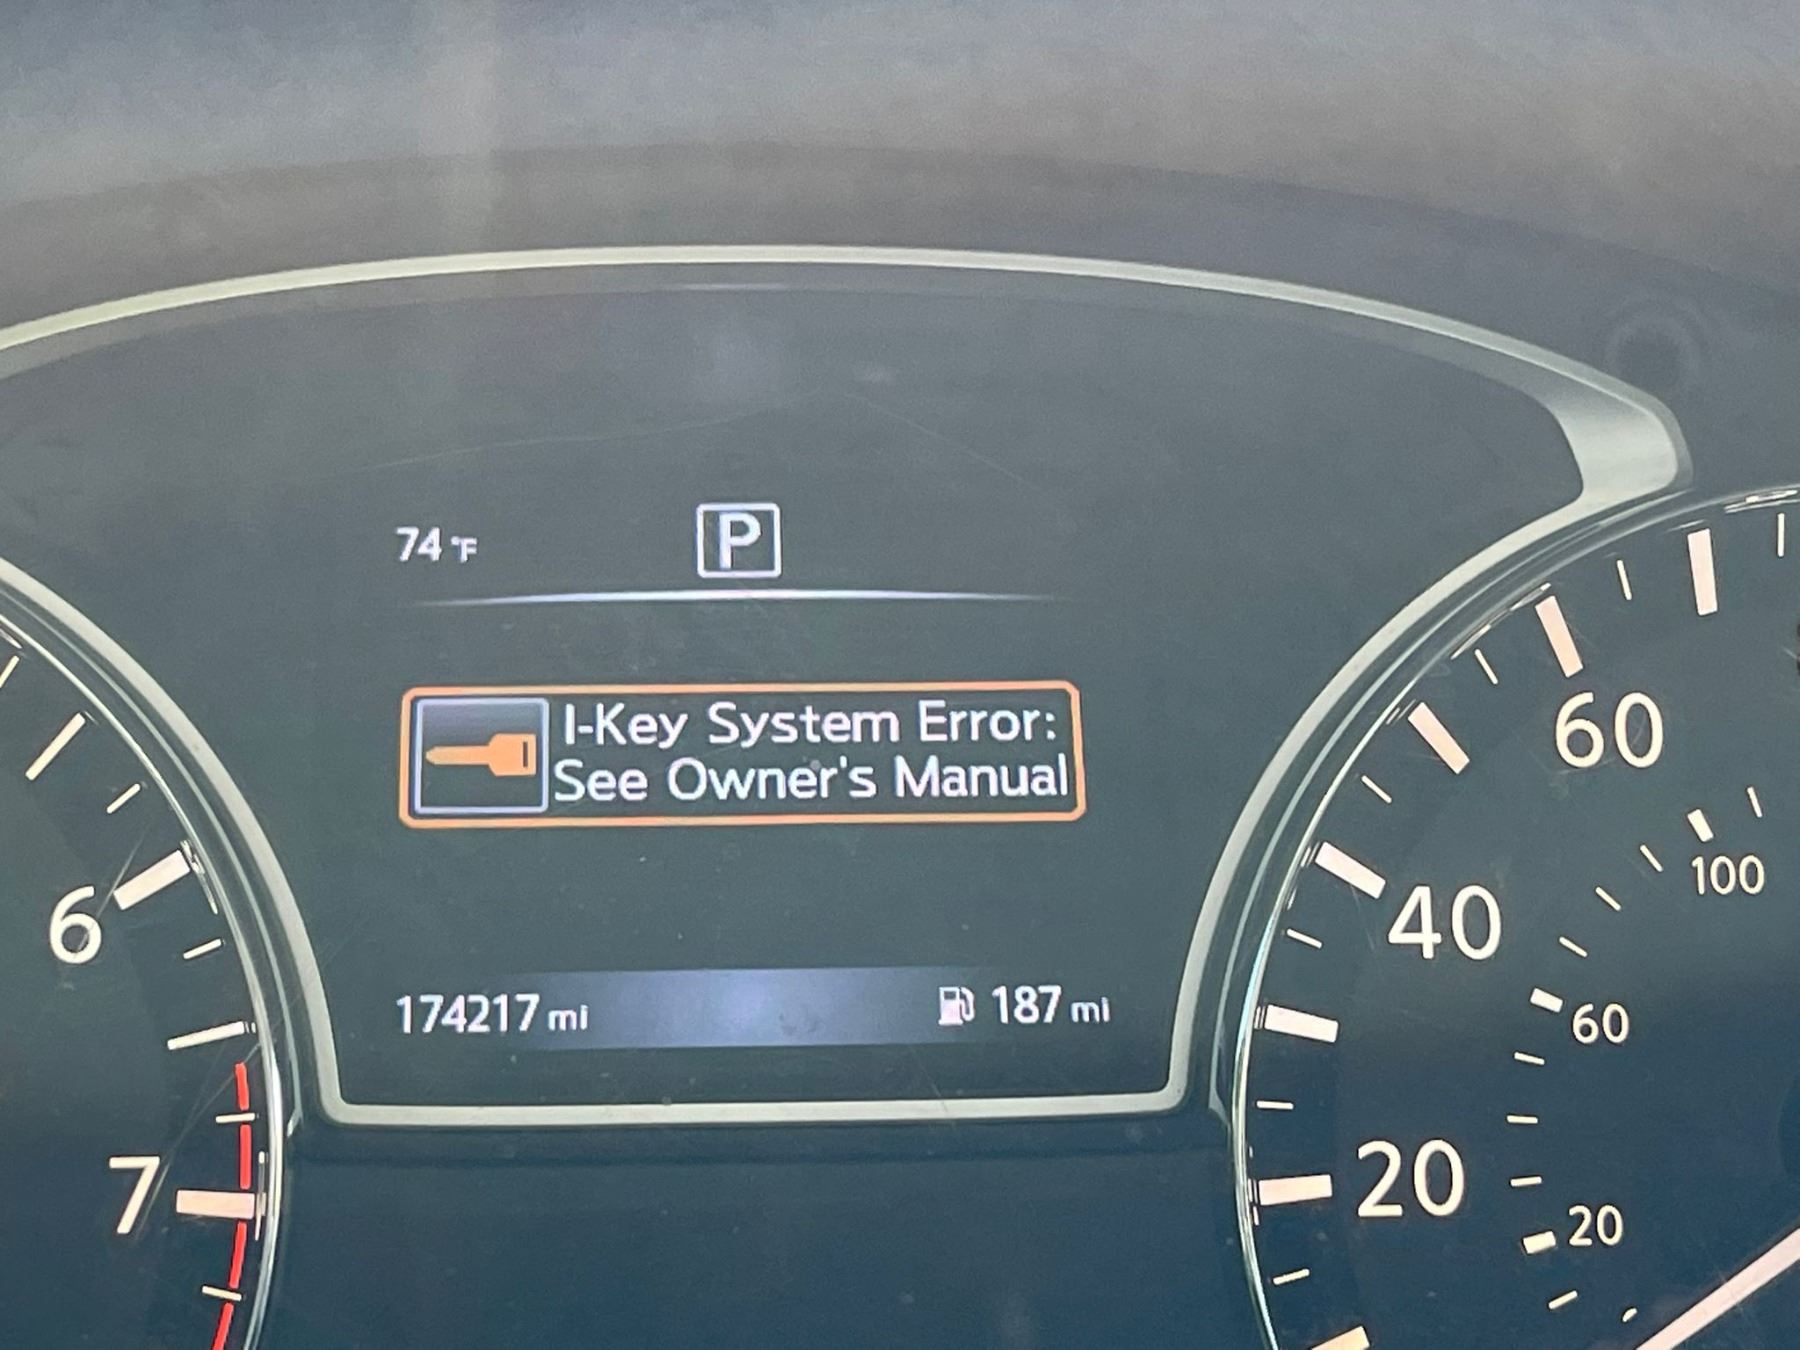 74 °F
P
I-Key System Error:
See Owner's Manual
174217 mi
187 mi
6
7
60
40
20
100
60
20